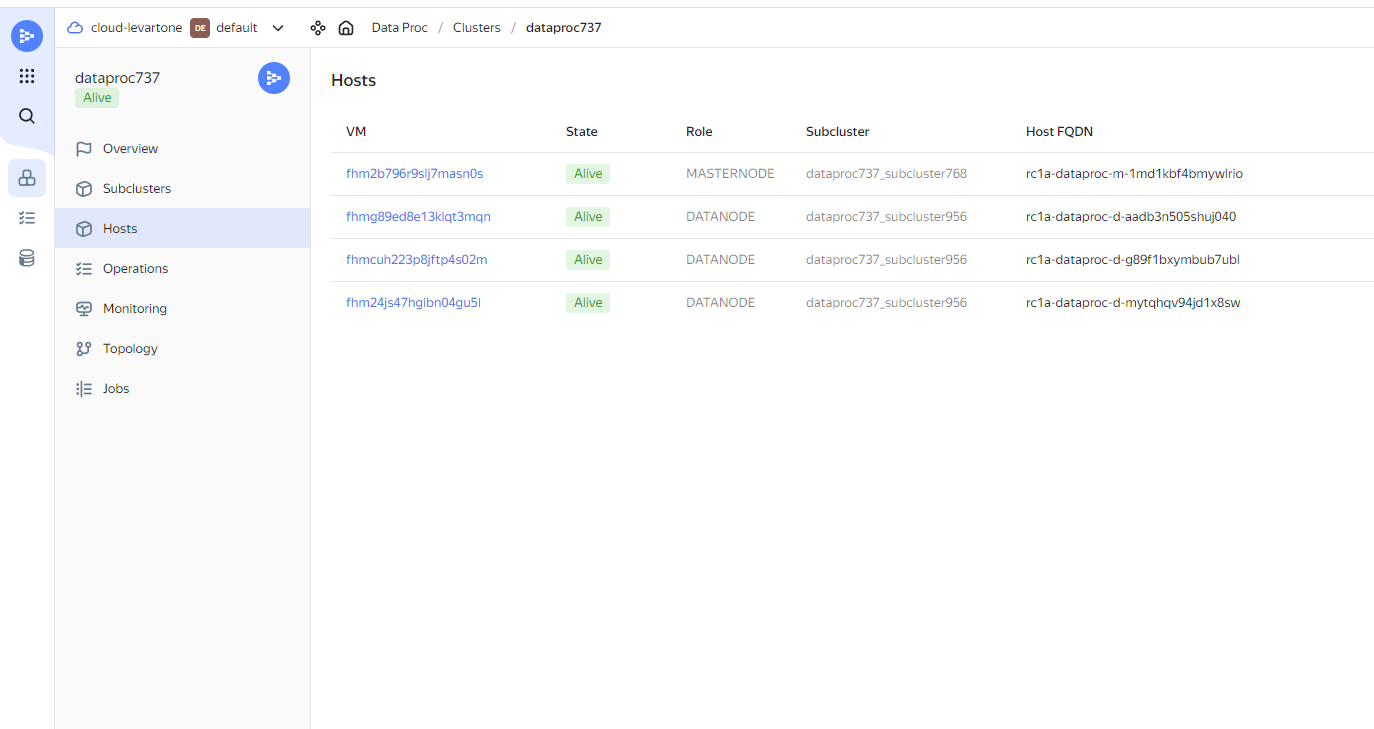 cloud-levartone DE default Data Proc / Clusters / dataproc737
dataproc737
Alive
Overview
Subclusters
Hosts
Operations
Monitoring
Topology
Jobs
Hosts
VM State Role Subcluster Host FQDN
fhm2b796r9slj7masn0s Alive MASTERNODE dataproc737_subcluster768 rc1a-dataproc-m-1md1kbf4bmywlrio
fhmg89ed8e13klqt3mqn Alive DATANODE dataproc737_subcluster956 rc1a-dataproc-d-aadb3n505shuj040
fhmcuh223p8jftp4s02m Alive DATANODE dataproc737_subcluster956 rc1a-dataproc-d-g89f1bxymbub7ubl
fhm24js47hgibn04gu5l Alive DATANODE dataproc737_subcluster956 rc1a-dataproc-d-mytqhqv94jd1x8sw